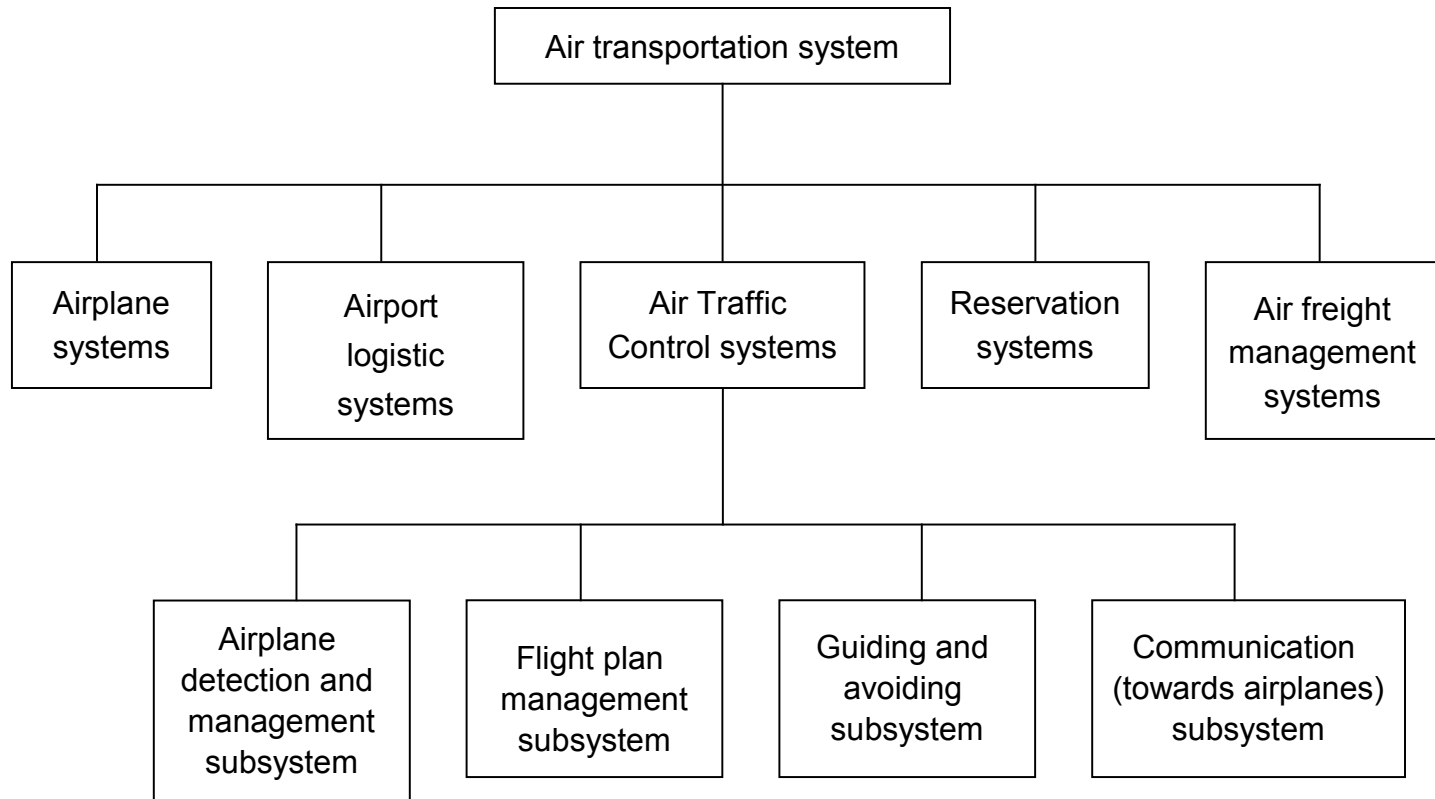 Air transportation system
Airplane
systems
Airport
logistic
systems
Air Traffic
Control systems
Reservation
systems
Air freight
management
systems
Airplane
detection and
management
subsystem
Flight plan
management
subsystem
Guiding and
avoiding
subsystem
Communication
(towards airplanes)
subsystem